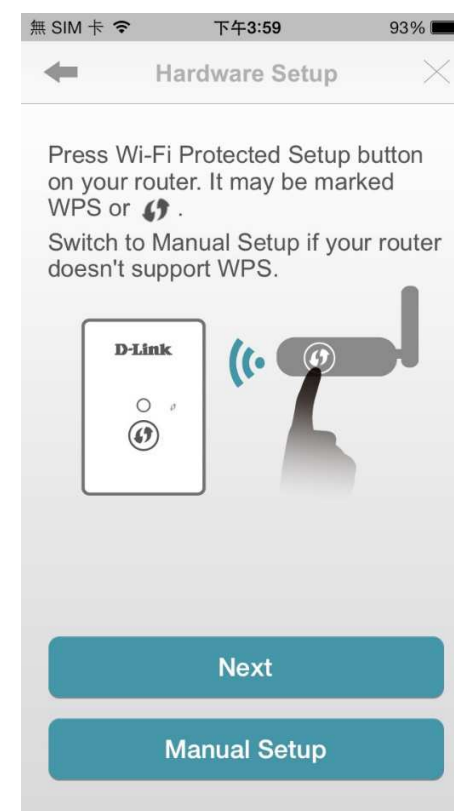 無 SIM 卡 下午3:59 93%
Hardware Setup
Press Wi-Fi Protected Setup button
on your router. It may be marked
WPS or .
Switch to Manual Setup if your router
doesn't support WPS.
D-Link
Next
Manual Setup